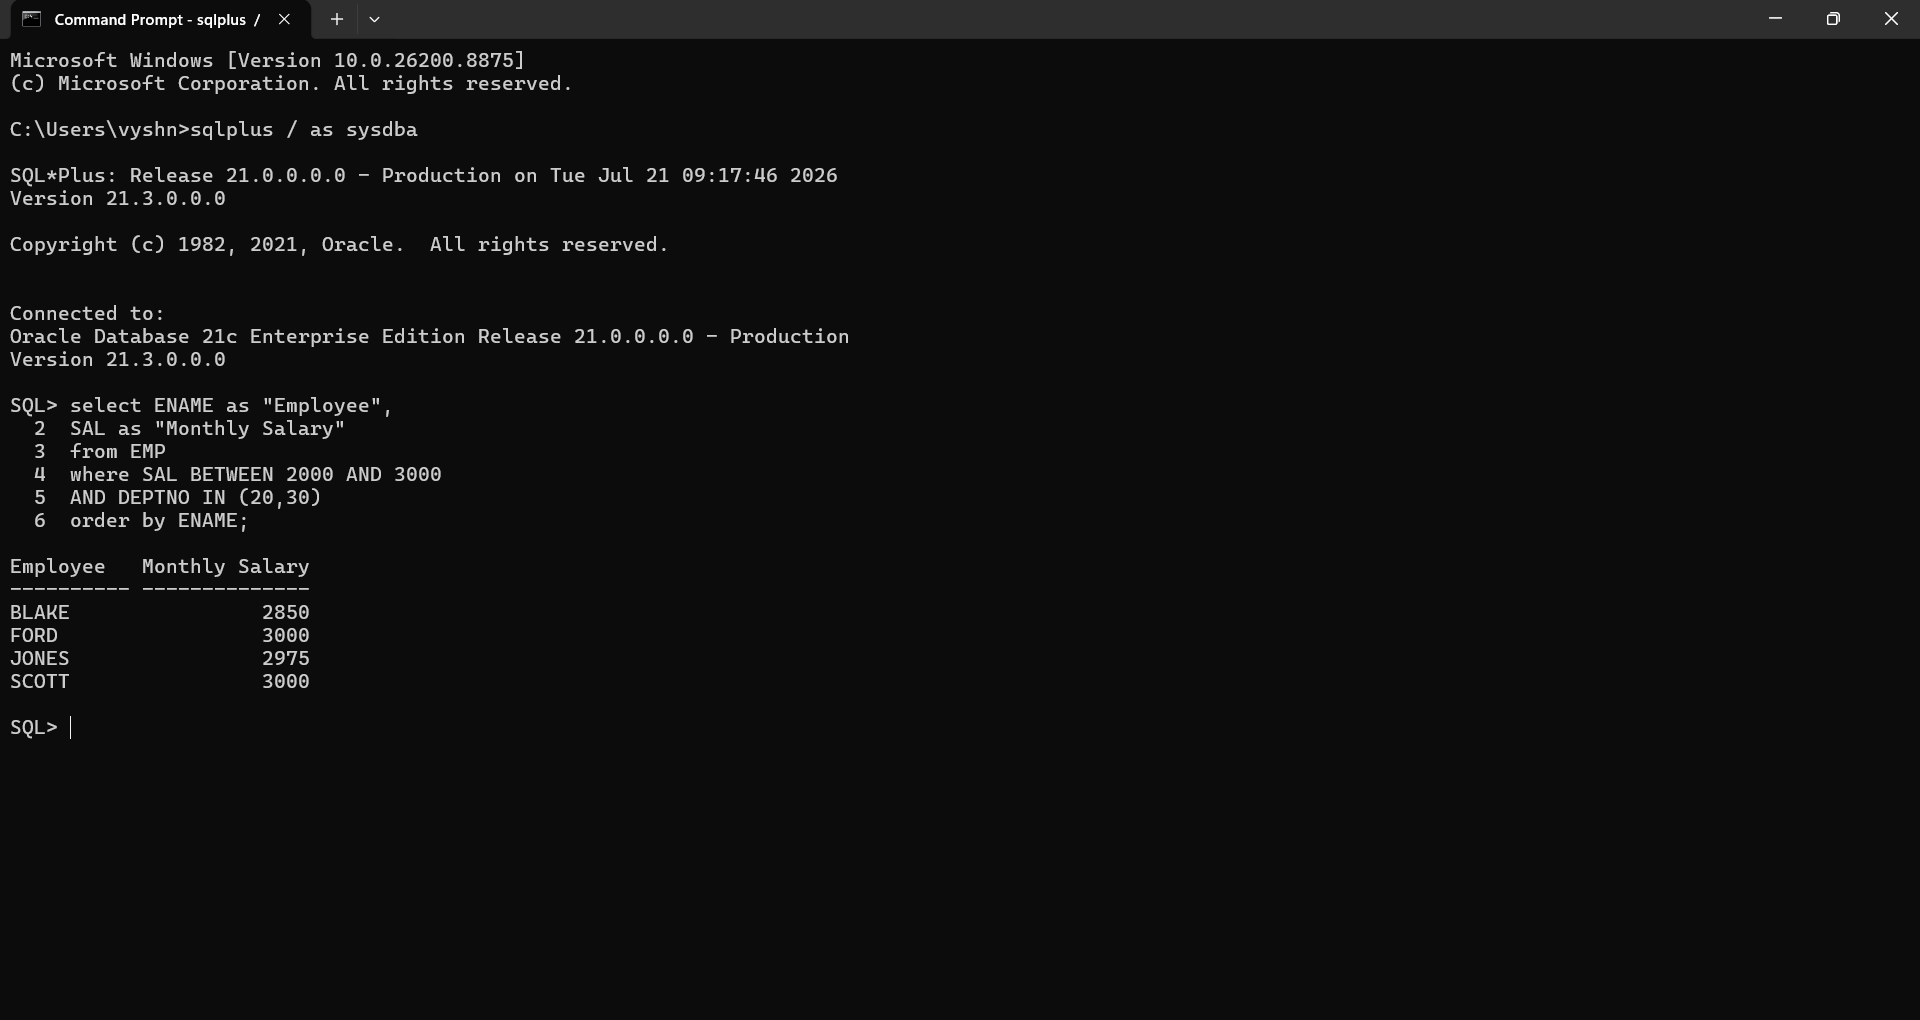 Command Prompt - sqlplus /
Microsoft Windows [Version 10.0.26200.8875]
(c) Microsoft Corporation. All rights reserved.
C:\Users\vyshn>sqlplus / as sysdba
SQL*Plus: Release 21.0.0.0.0 - Production on Tue Jul 21 09:17:46 2026
Version 21.3.0.0.0
Copyright (c) 1982, 2021, Oracle.  All rights reserved.
Connected to:
Oracle Database 21c Enterprise Edition Release 21.0.0.0.0 - Production
Version 21.3.0.0.0
SQL> select ENAME as "Employee",
  2  SAL as "Monthly Salary"
  3  from EMP
  4  where SAL BETWEEN 2000 AND 3000
  5  AND DEPTNO IN (20,30)
  6  order by ENAME;
Employee   Monthly Salary
---------- --------------
BLAKE                2850
FORD                 3000
JONES                2975
SCOTT                3000
SQL>